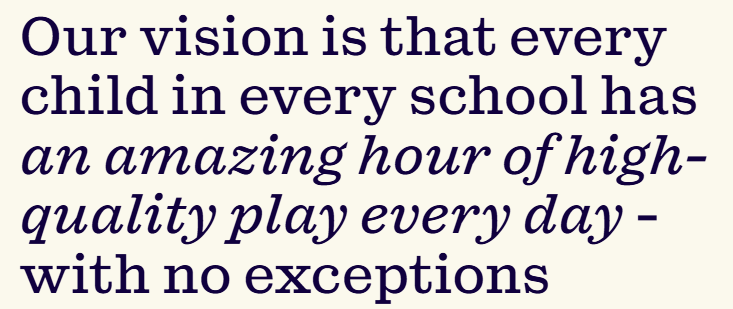 Our vision is that every
child in every school has
an amazing hour of high-
quality play every day -
with no exceptions